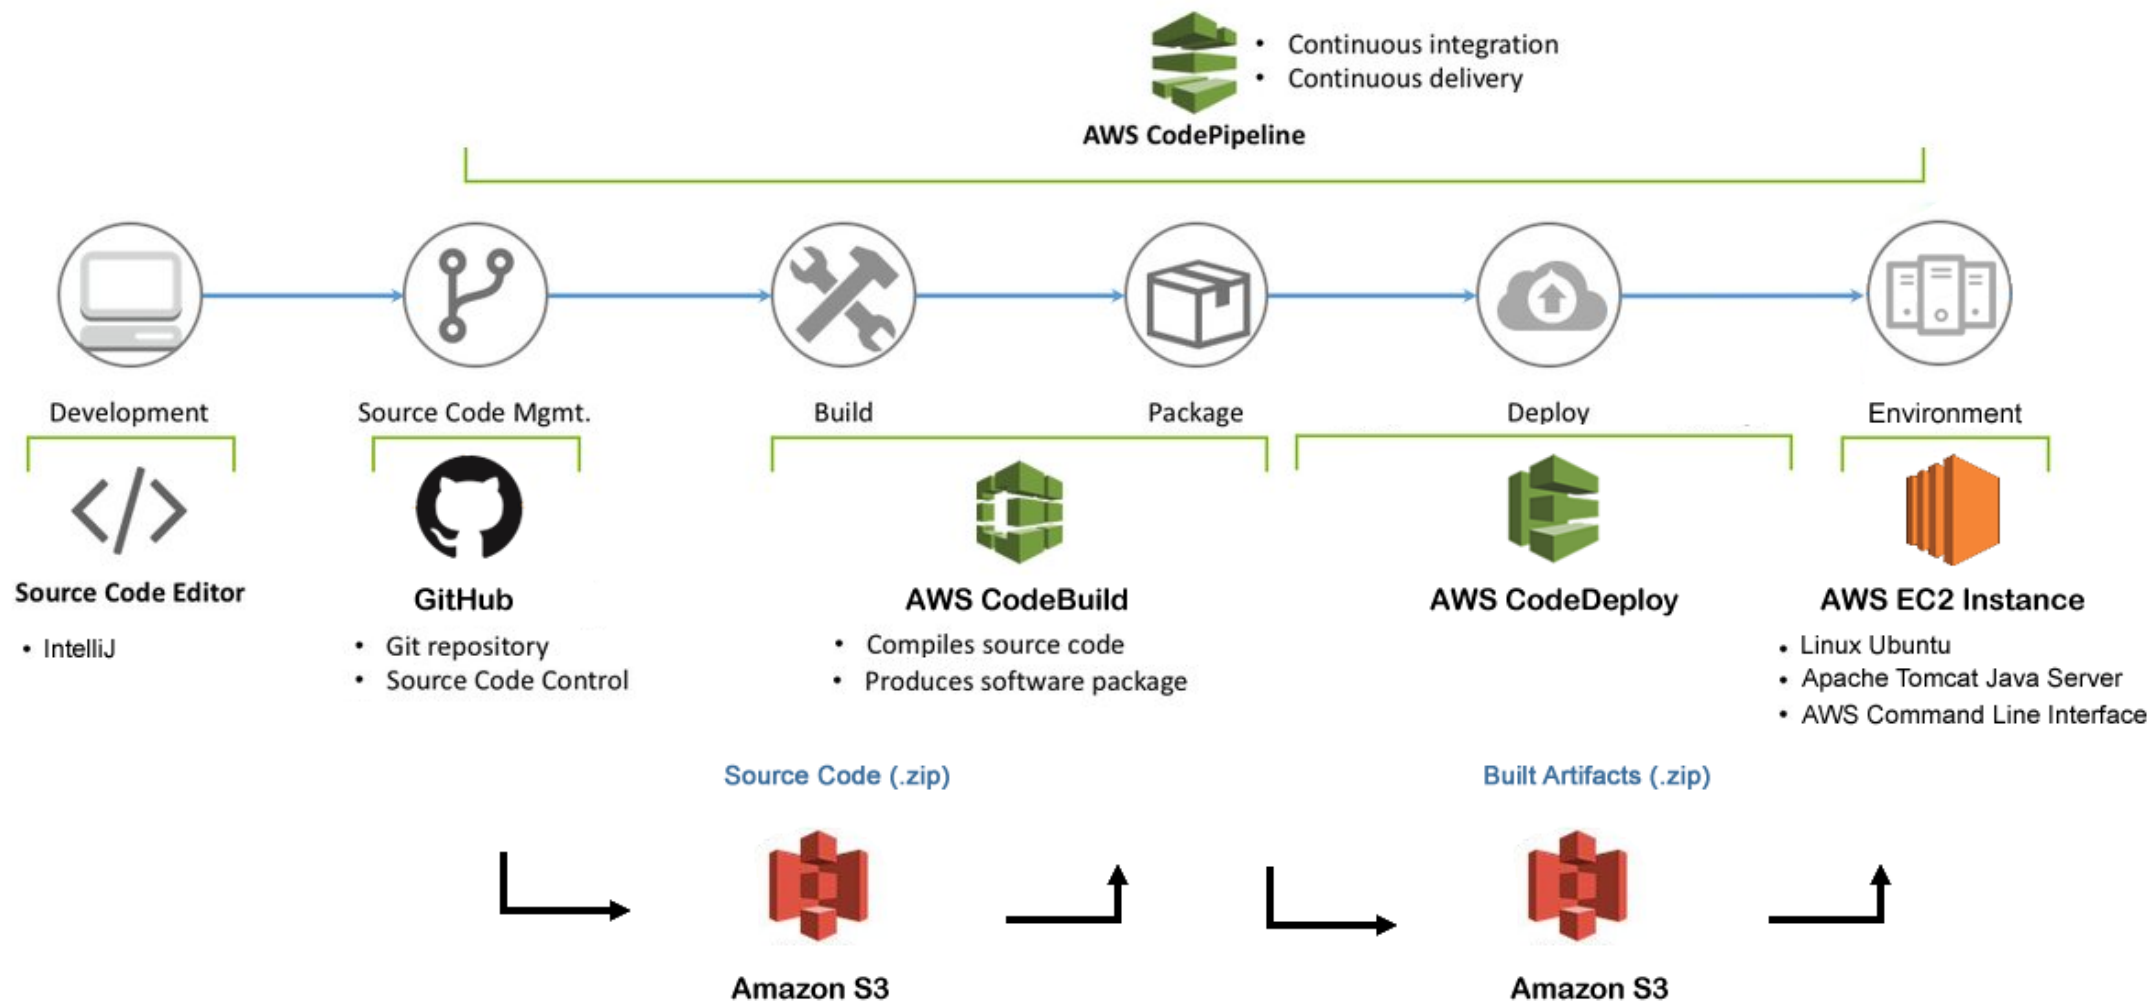 • Continuous integration
• Continuous delivery
AWS CodePipeline
Development
Source Code Mgmt.
Build
Package
Deploy
Environment
Source Code Editor
• IntelliJ
GitHub
• Git repository
• Source Code Control
AWS CodeBuild
• Compiles source code
• Produces software package
AWS CodeDeploy
AWS EC2 Instance
• Linux Ubuntu
• Apache Tomcat Java Server
• AWS Command Line Interface
Source Code (.zip)
Built Artifacts (.zip)
Amazon S3
Amazon S3